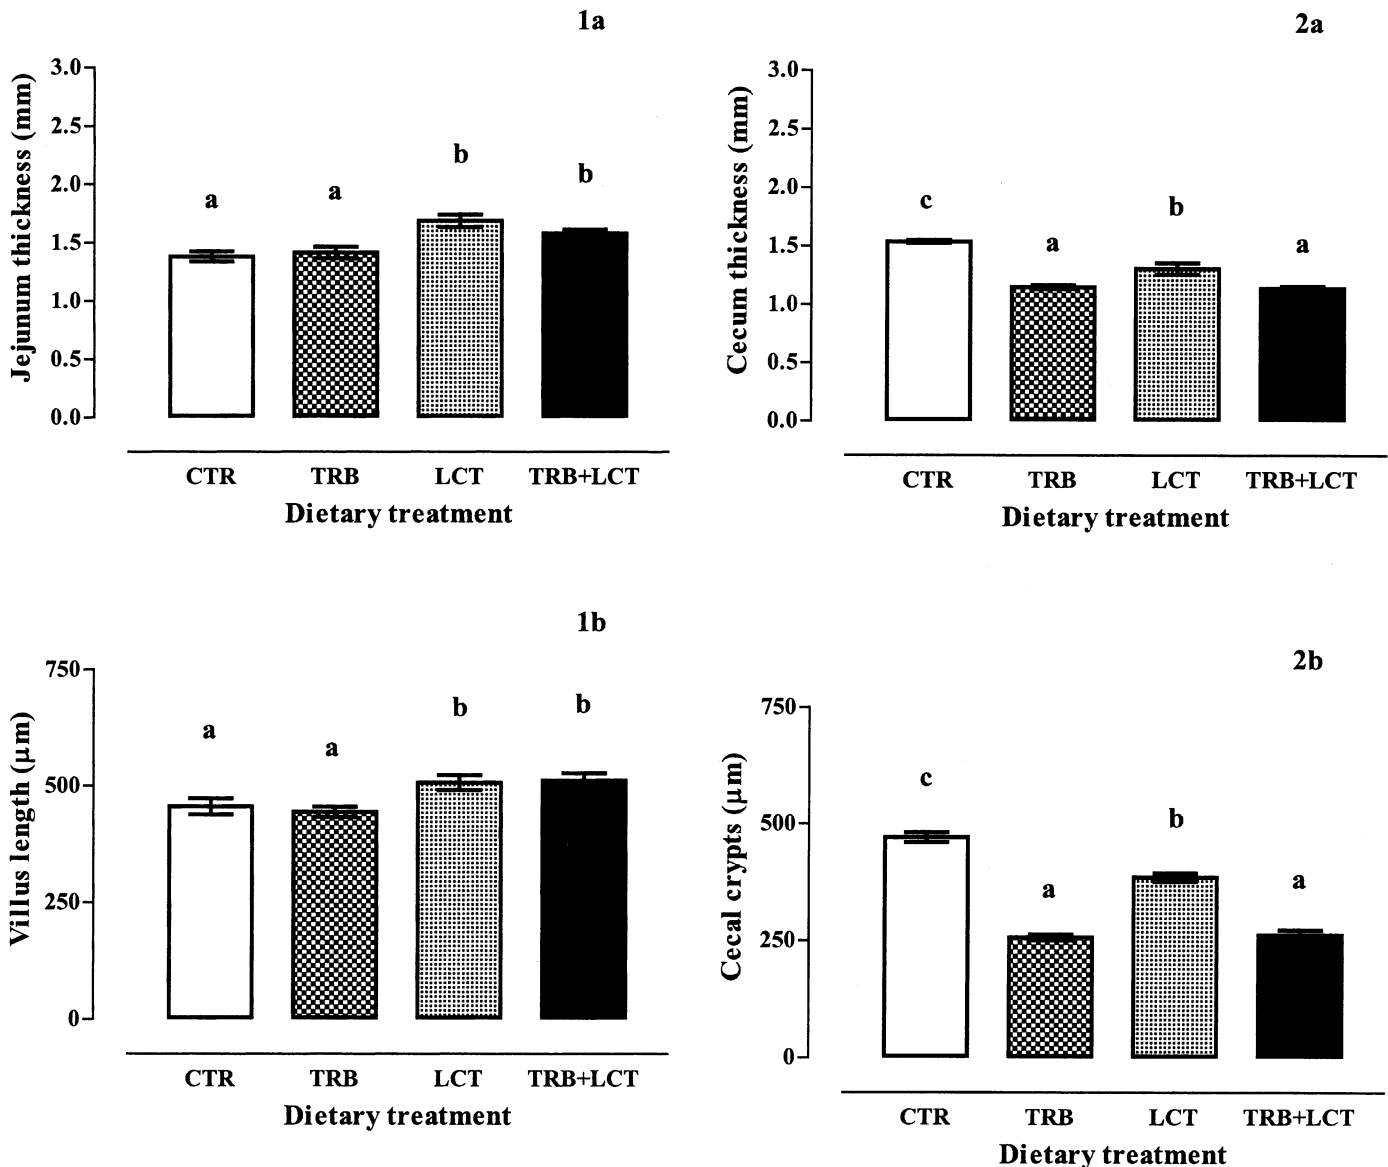 1a
Jejunum thickness (mm)
3.0
2.5
2.0
1.5
1.0
0.5
0.0
a
a
b
b
CTR TRB LCT TRB+LCT
Dietary treatment
2a
Cecum thickness (mm)
3.0
2.5
2.0
1.5
1.0
0.5
0.0
c
a
b
a
CTR TRB LCT TRB+LCT
Dietary treatment
1b
Villus length (µm)
750
500
250
0
a
a
b
b
CTR TRB LCT TRB+LCT
Dietary treatment
2b
Cecal crypts (µm)
750
500
250
0
c
a
b
a
CTR TRB LCT TRB+LCT
Dietary treatment